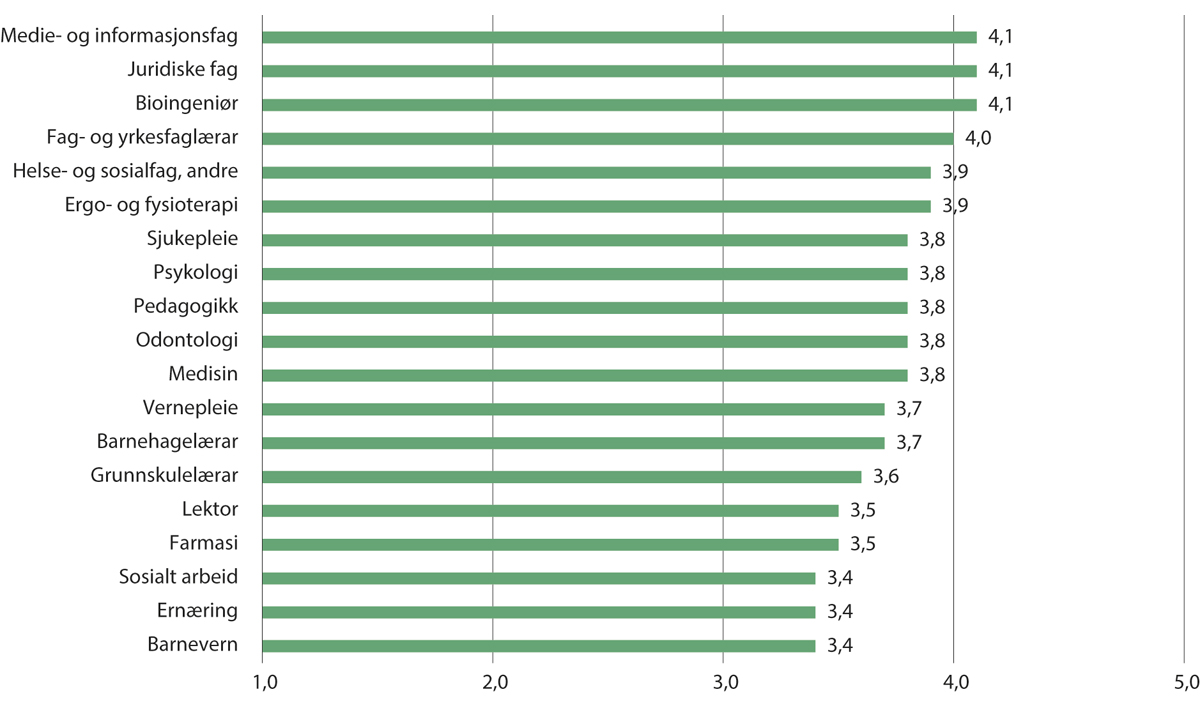 Medie- og informasjonsfag 4,1
Juridiske fag 4,1
Bioingeniør 4,1
Fag- og yrkesfaglærar 4,0
Helse- og sosialfag, andre 3,9
Ergo- og fysioterapi 3,9
Sjukepleie 3,8
Psykologi 3,8
Pedagogikk 3,8
Odontologi 3,8
Medisin 3,8
Vernepleie 3,7
Barnehagelærar 3,7
Grunnskulelærar 3,6
Lektor 3,5
Farmasi 3,5
Sosialt arbeid 3,4
Ernæring 3,4
Barnevern 3,4
1,0 2,0 3,0 4,0 5,0